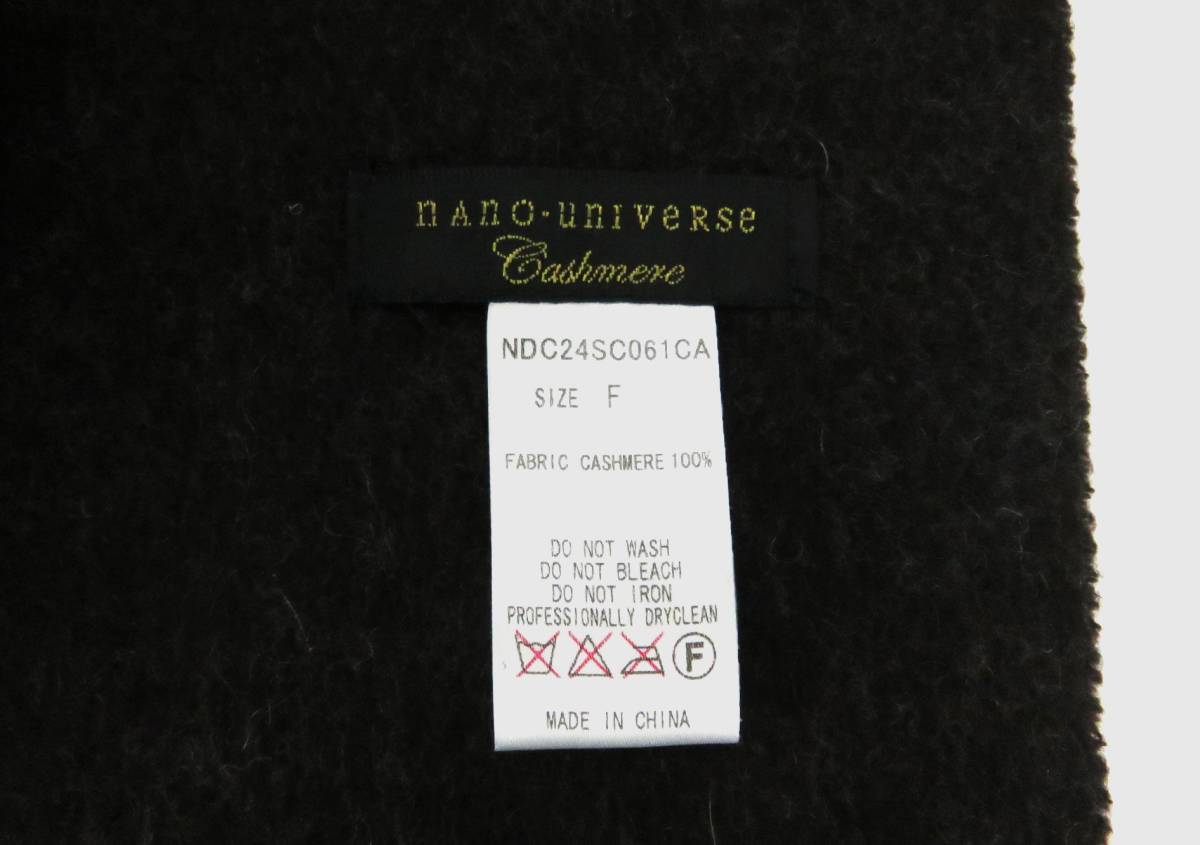 nano·universe
Cashmere
NDC24SC061CA
SIZE F
FABRIC CASHMERE 100%
DO NOT WASH
DO NOT BLEACH
DO NOT IRON
PROFESSIONALLY DRYCLEAN
F
MADE IN CHINA